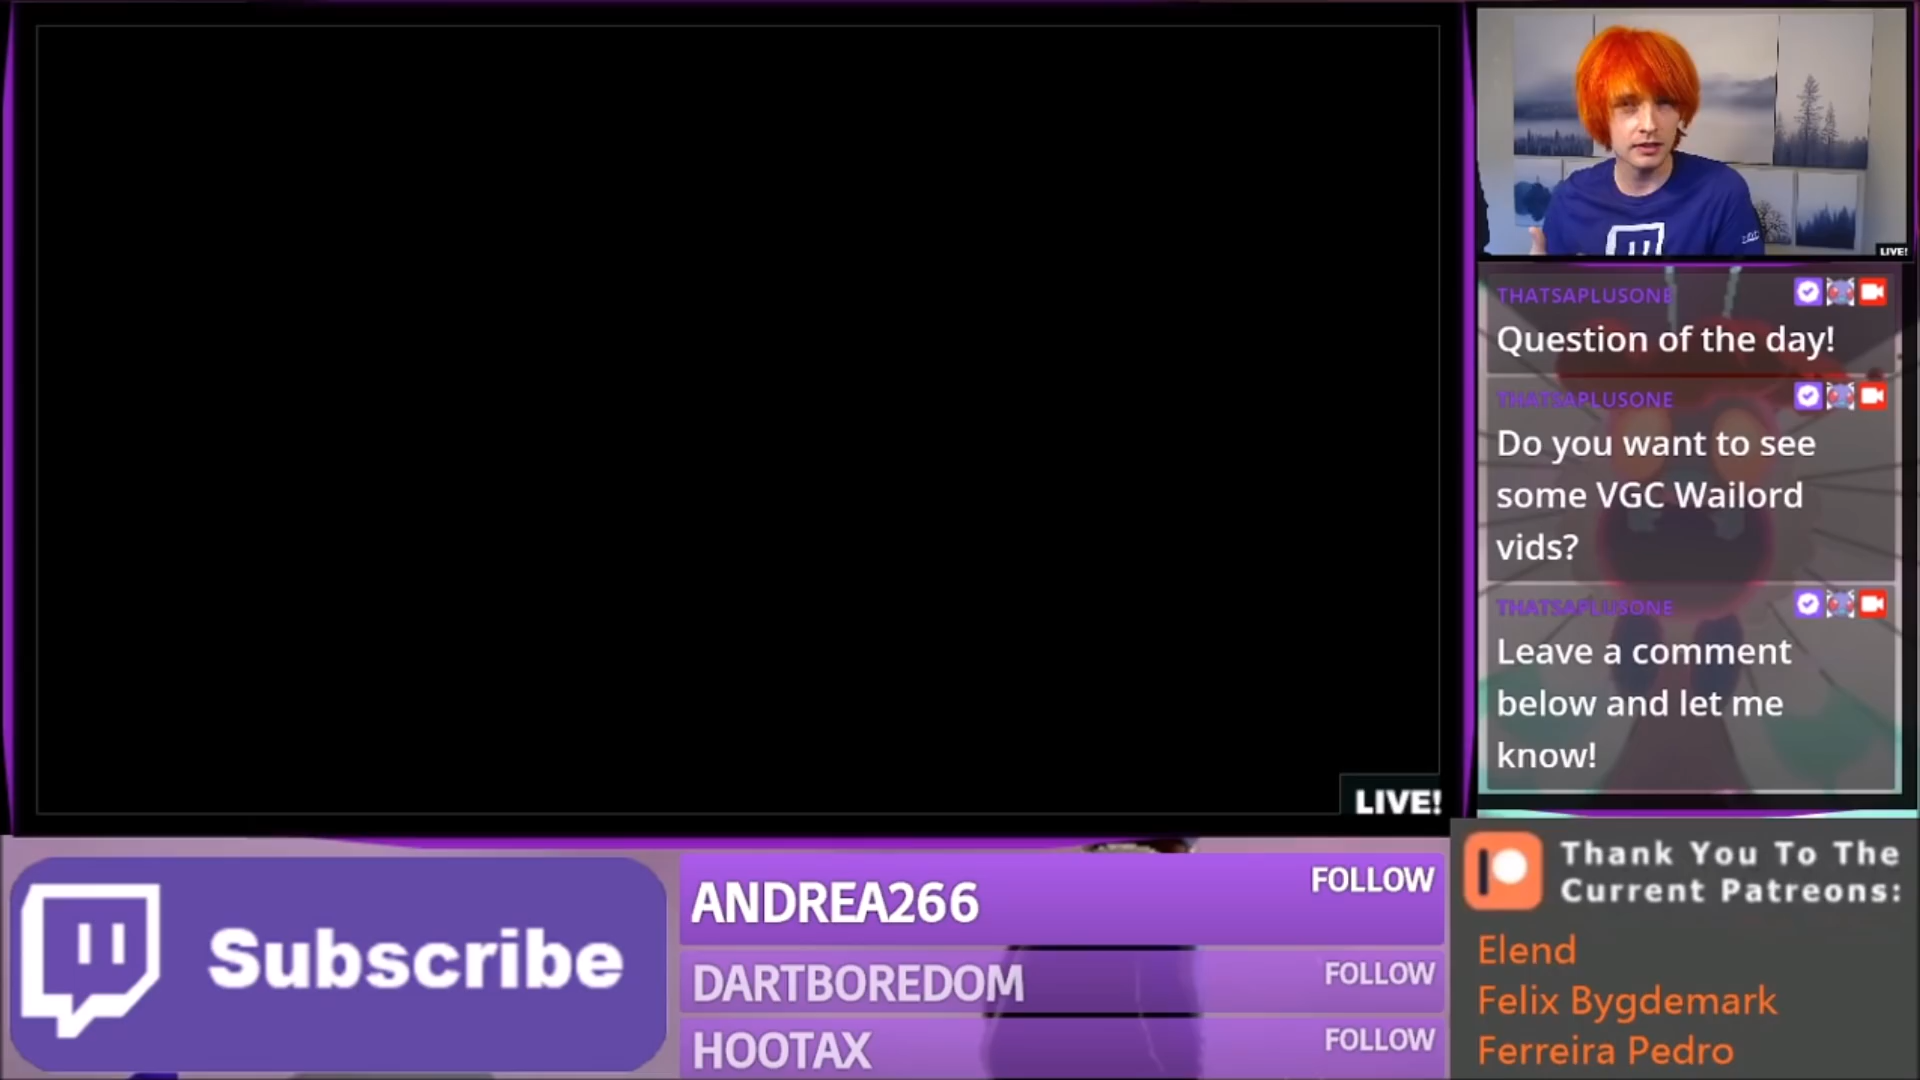 LIVE!
LIVE!
THATSAPLUSONE
Question of the day!
THATSAPLUSONE
Do you want to see
some VGC Wailord
vids?
THATSAPLUSONE
Leave a comment
below and let me
know!
Subscribe
ANDREA266 FOLLOW
DARTBOREDOM FOLLOW
HOOTAX FOLLOW
Thank You To The
Current Patreons:
Elend
Felix Bygdemark
Ferreira Pedro